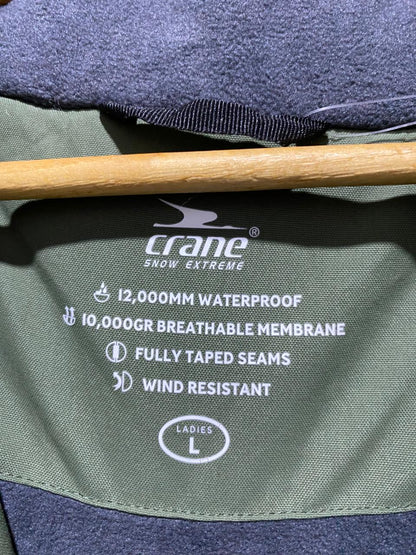 crane®
SNOW EXTREME
12,000MM WATERPROOF
10,000GR BREATHABLE MEMBRANE
FULLY TAPED SEAMS
WIND RESISTANT
LADIES
L